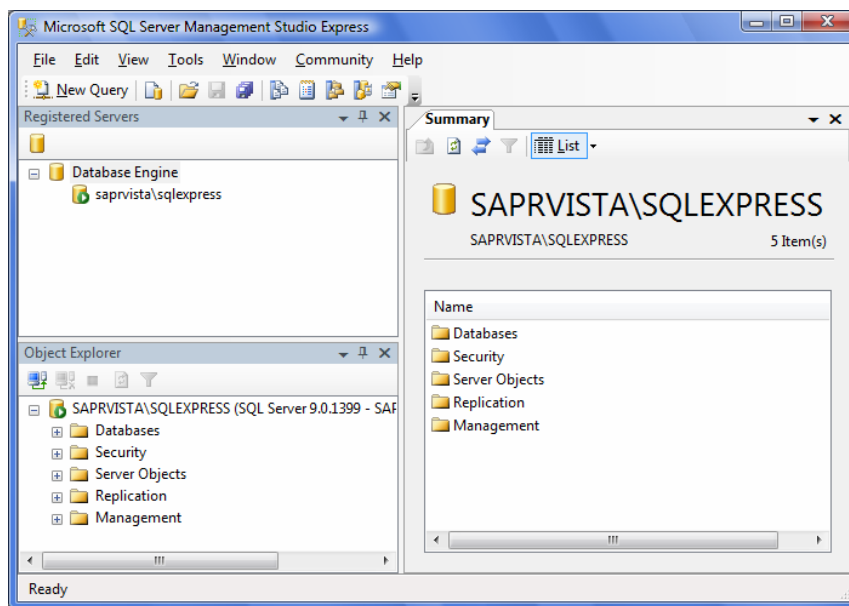 Microsoft SQL Server Management Studio Express
File Edit View Tools Window Community Help
New Query
Registered Servers
Database Engine
saprvista\sqlexpress
Object Explorer
SAPRVISTA\SQLEXPRESS (SQL Server 9.0.1399 - SAP
Databases
Security
Server Objects
Replication
Management
Summary
List
SAPRVISTA\SQLEXPRESS
SAPRVISTA\SQLEXPRESS 5 Item(s)
Name
Databases
Security
Server Objects
Replication
Management
Ready